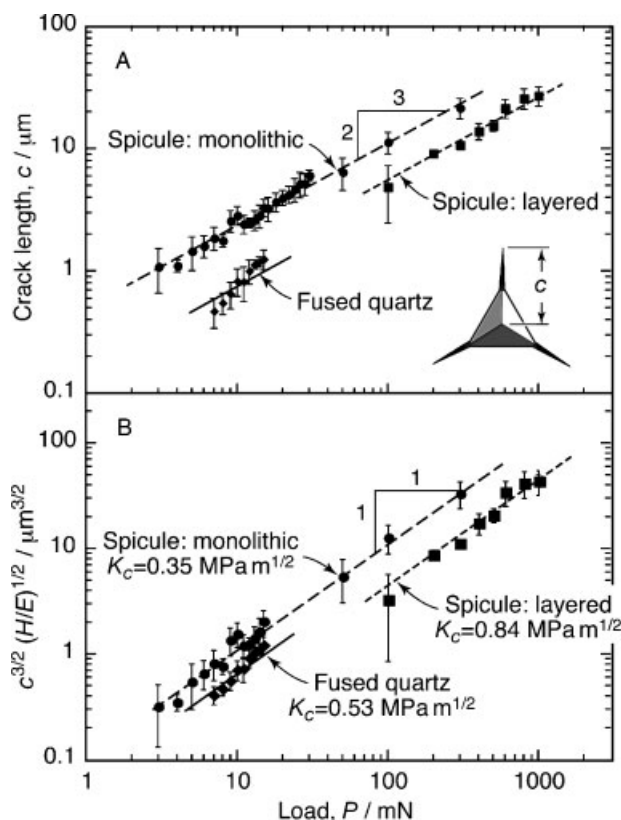 100
A
3
2
Spicule: monolithic
10
Spicule: layered
Crack length, c / μm
1
c
Fused quartz
0.1
B
100
1
1
Spicule: monolithic
K_c=0.35 MPa m^{1/2}
10
c^{3/2} (H/E)^{1/2} / μm^{3/2}
Spicule: layered
K_c=0.84 MPa m^{1/2}
1
Fused quartz
K_c=0.53 MPa m^{1/2}
0.1
1
10
100
1000
Load, P / mN